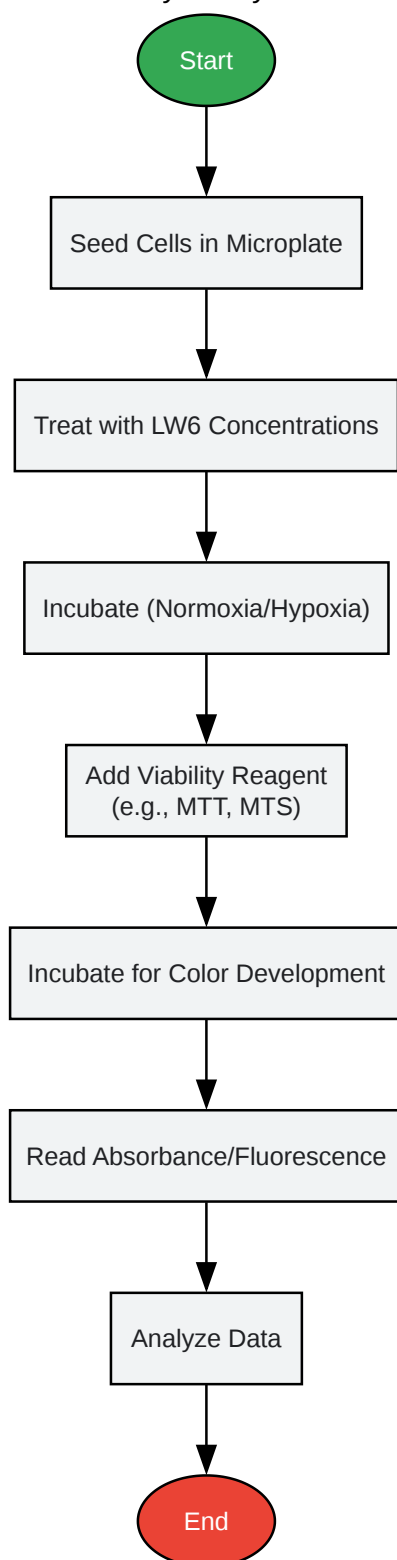 Start
Seed Cells in Microplate
Treat with LW6 Concentrations
Incubate (Normoxia/Hypoxia)
Add Viability Reagent
(e.g., MTT, MTS)
Incubate for Color Development
Read Absorbance/Fluorescence
Analyze Data
End